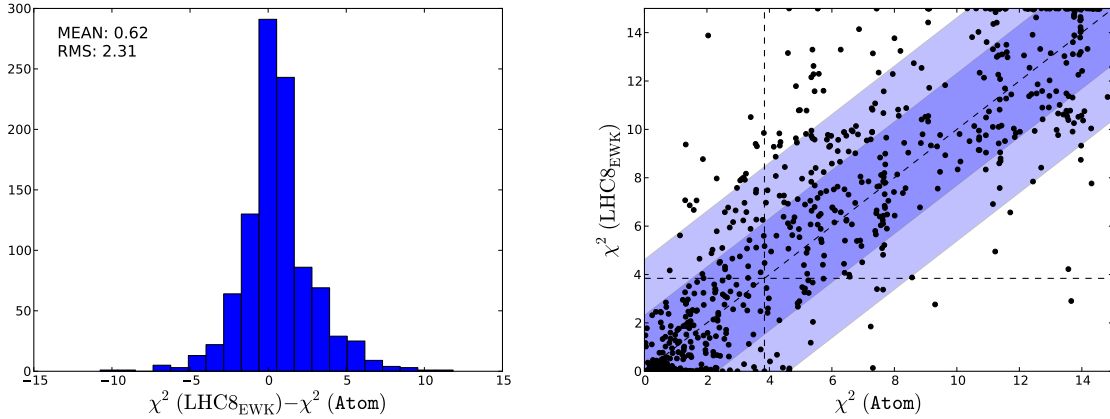 300
250
200
150
100
50
0
MEAN: 0.62
RMS: 2.31
−15 −10 −5 0 5 10 15
χ² (LHC8_EWK)−χ² (Atom)
14
12
10
8
6
4
2
0
χ² (LHC8_EWK)
0 2 4 6 8 10 12 14
χ² (Atom)